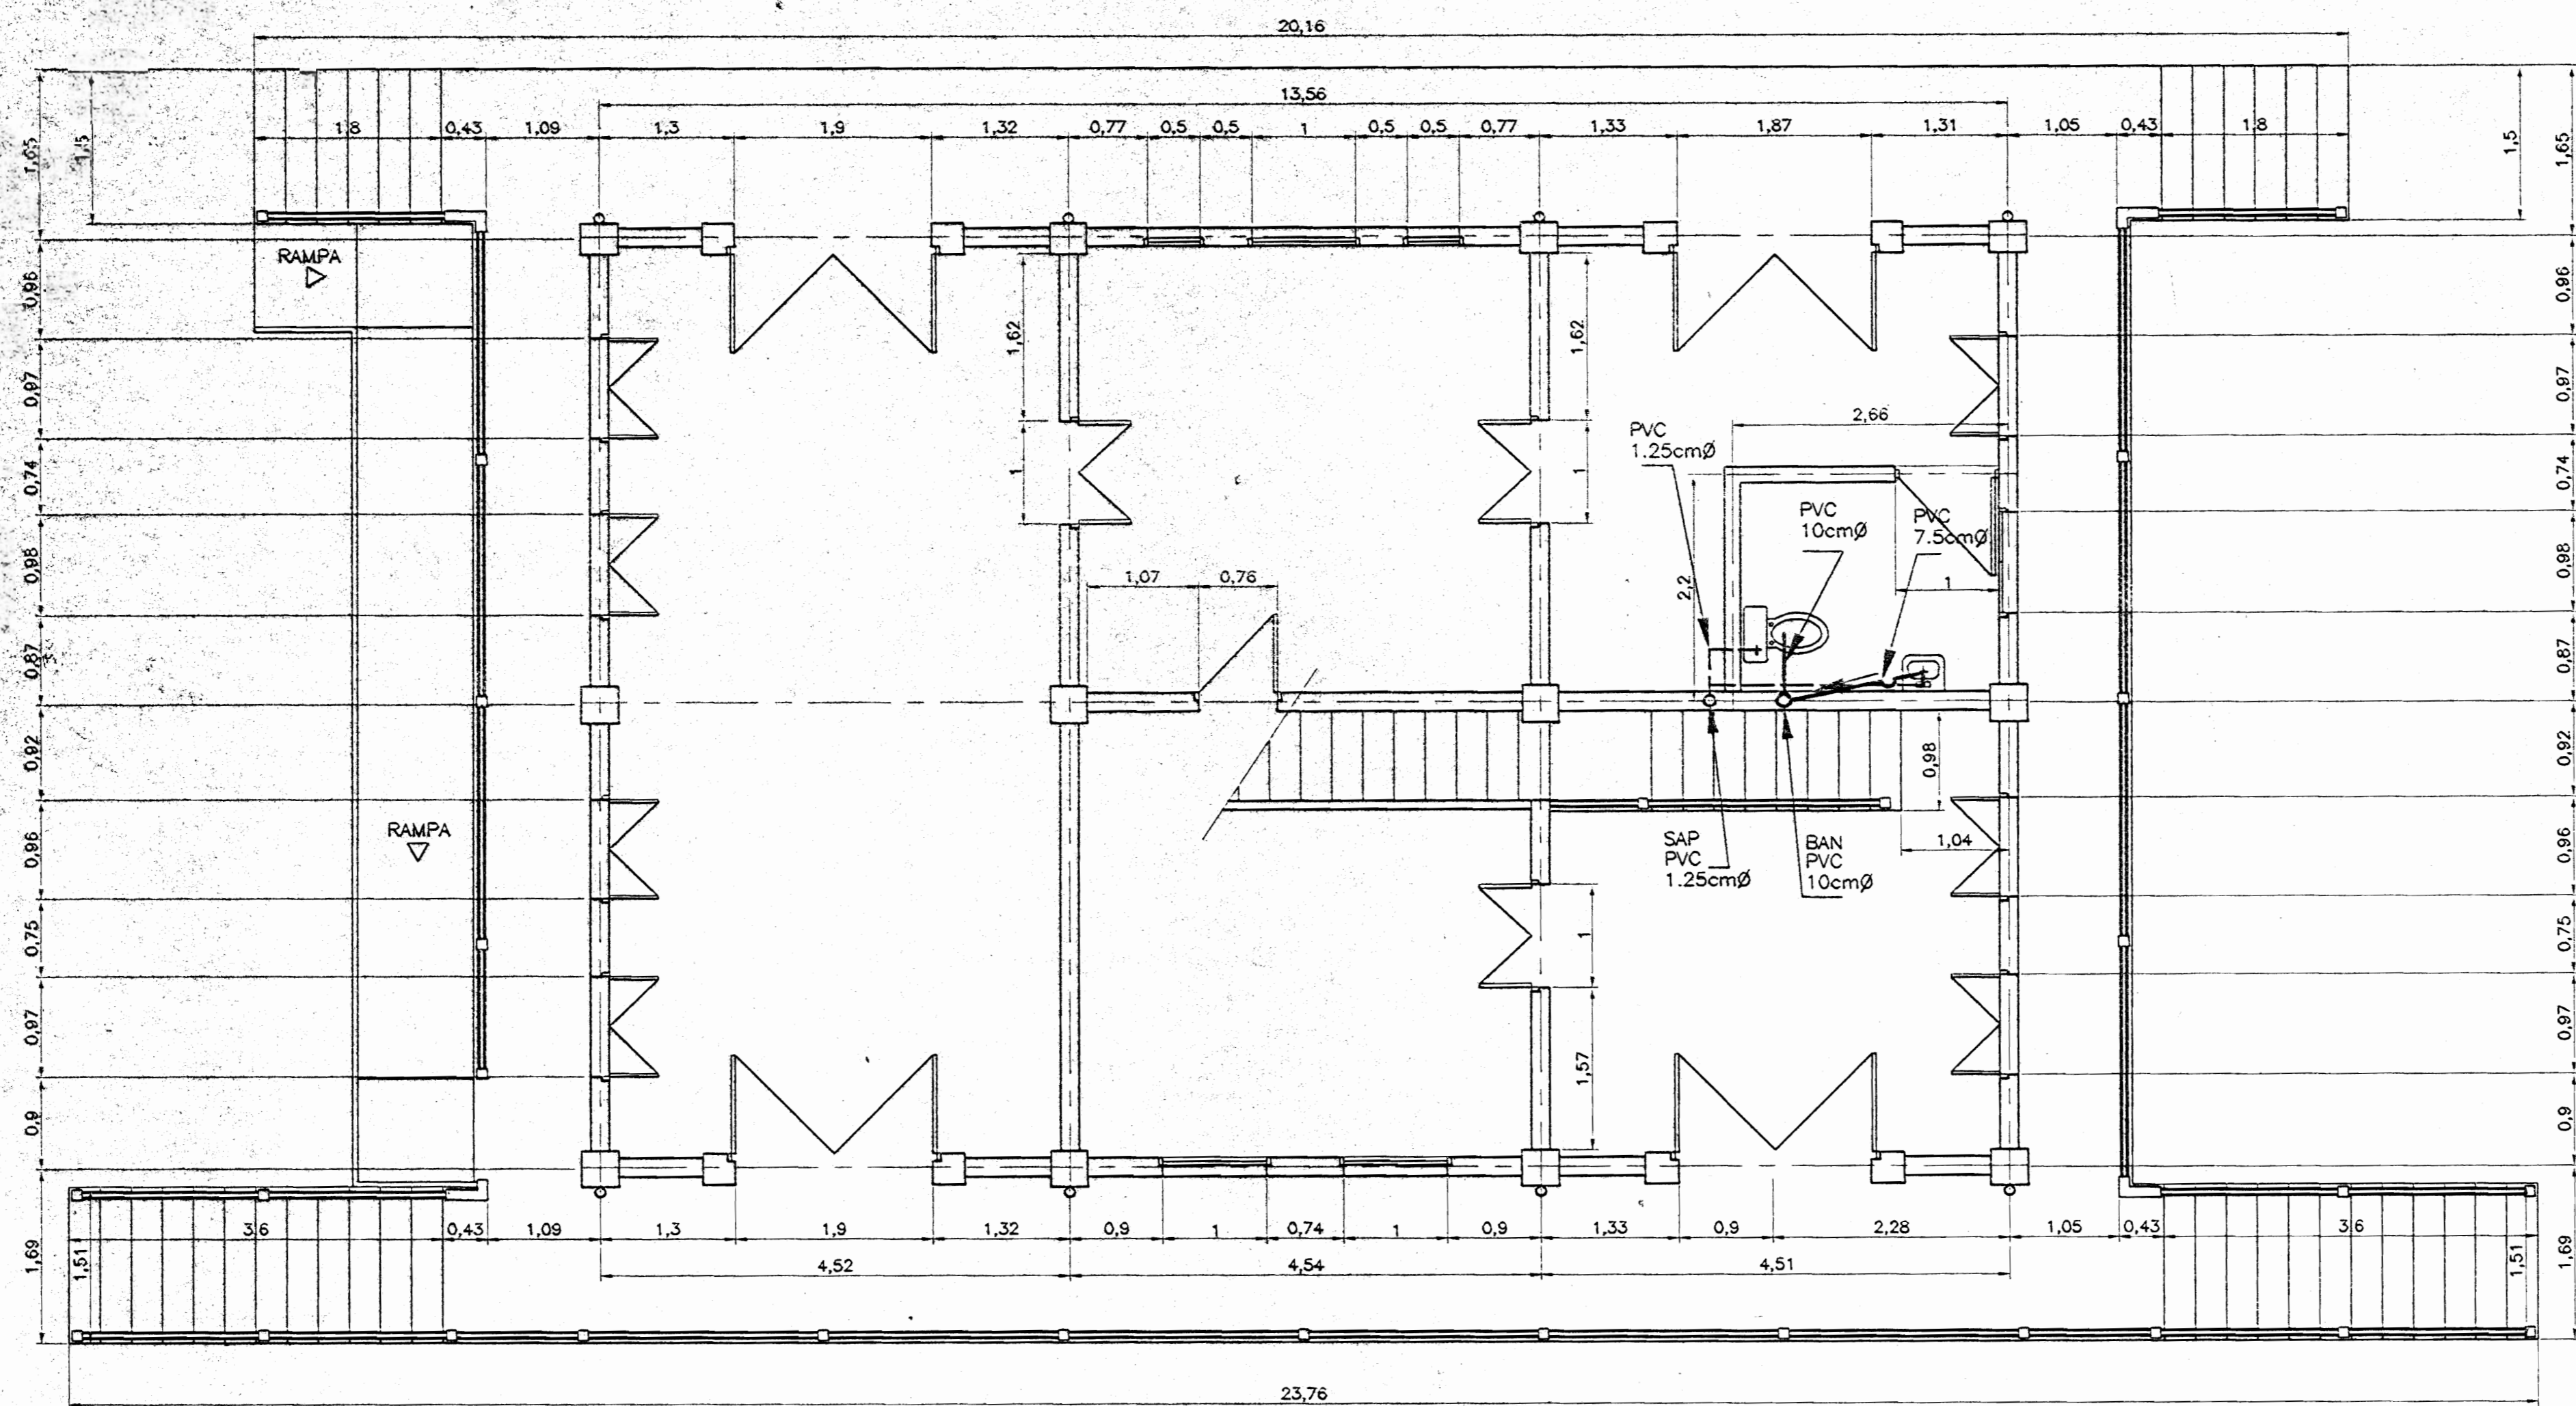 20,16
13,56
1,8 0,43 1,09 1,3 1,9 1,32 0,77 0,5 0,5 1 0,5 0,5 0,77 1,33 1,87 1,31 1,05 0,43 1,8
1,65
1,5
1,5
1,65
RAMPA
0,96
0,96
1,62
1,62
0,97
0,97
2,66
PVC
1.25cmØ
1
1
0,74
0,74
PVC
10cmØ
PVC
7.5cmØ
0,98
1,07 0,76
2,2
1
0,98
0,87
0,87
0,92
0,98
0,92
RAMPA
0,96
SAP
PVC
1.25cmØ
BAN
PVC
10cmØ
1,04
0,96
0,75
1
0,75
0,97
1,57
0,97
0,9
0,9
3,6 0,43 1,09 1,3 1,9 1,32 0,9 1 0,74 1 0,9 1,33 0,9 2,28 1,05 0,43 3,6
1,69
1,51
4,52 4,54 4,51
1,51
1,69
23,76